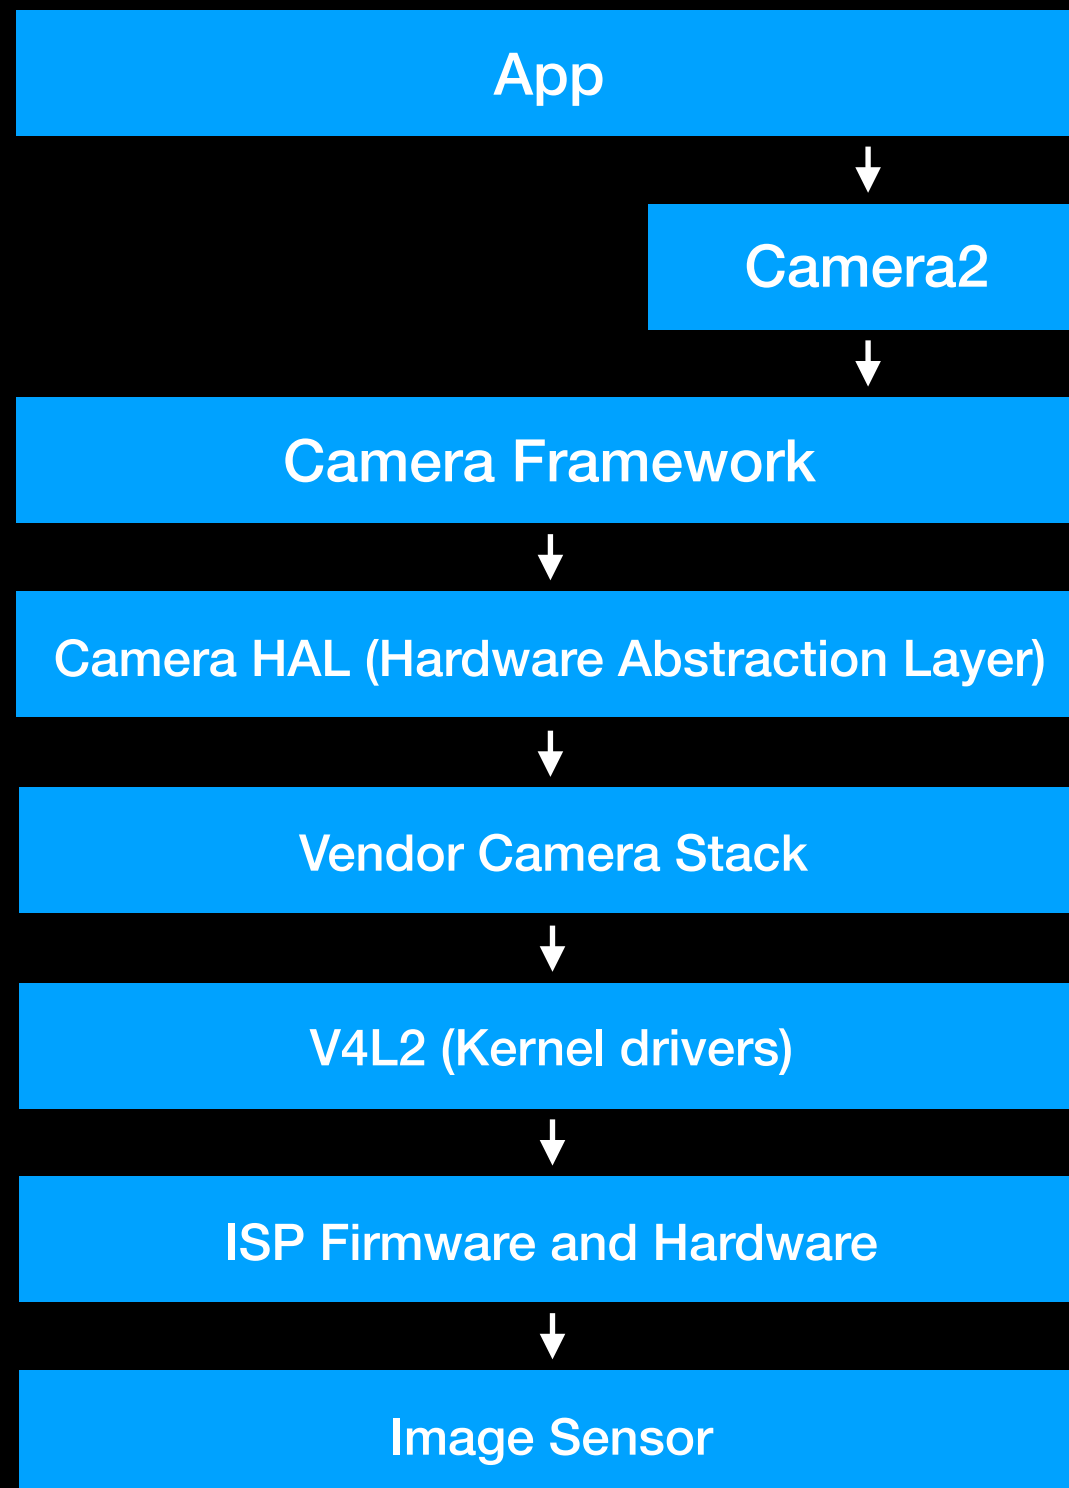 App
Camera2
Camera Framework
Camera HAL (Hardware Abstraction Layer)
Vendor Camera Stack
V4L2 (Kernel drivers)
ISP Firmware and Hardware
Image Sensor